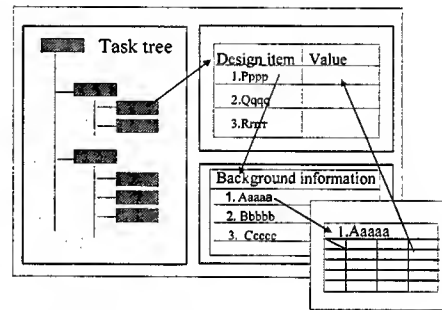 Task tree
Design item Value
1.Pppp
2.Qqqq
3.Rrrrr
Background information
1. Aaaaa
2. Bbbbb
3. Ccccc
1.Aaaaa